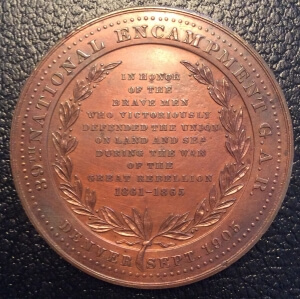 39TH NATIONAL ENCAMPMENT G.A.R.
IN HONOR
OF THE
BRAVE MEN
WHO VICTORIOUSLY
DEFENDED THE UNION
ON LAND AND SEA
DURING THE WAR
OF THE
GREAT REBELLION
1861-1865
DENVER SEPT. 1905